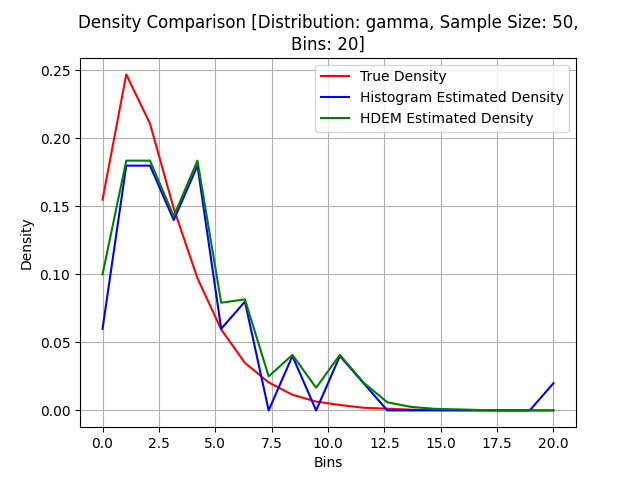 Density Comparison [Distribution: gamma, Sample Size: 50,
Bins: 20]
True Density
Histogram Estimated Density
HDEM Estimated Density
Density
0.25
0.20
0.15
0.10
0.05
0.00
0.0 2.5 5.0 7.5 10.0 12.5 15.0 17.5 20.0
Bins